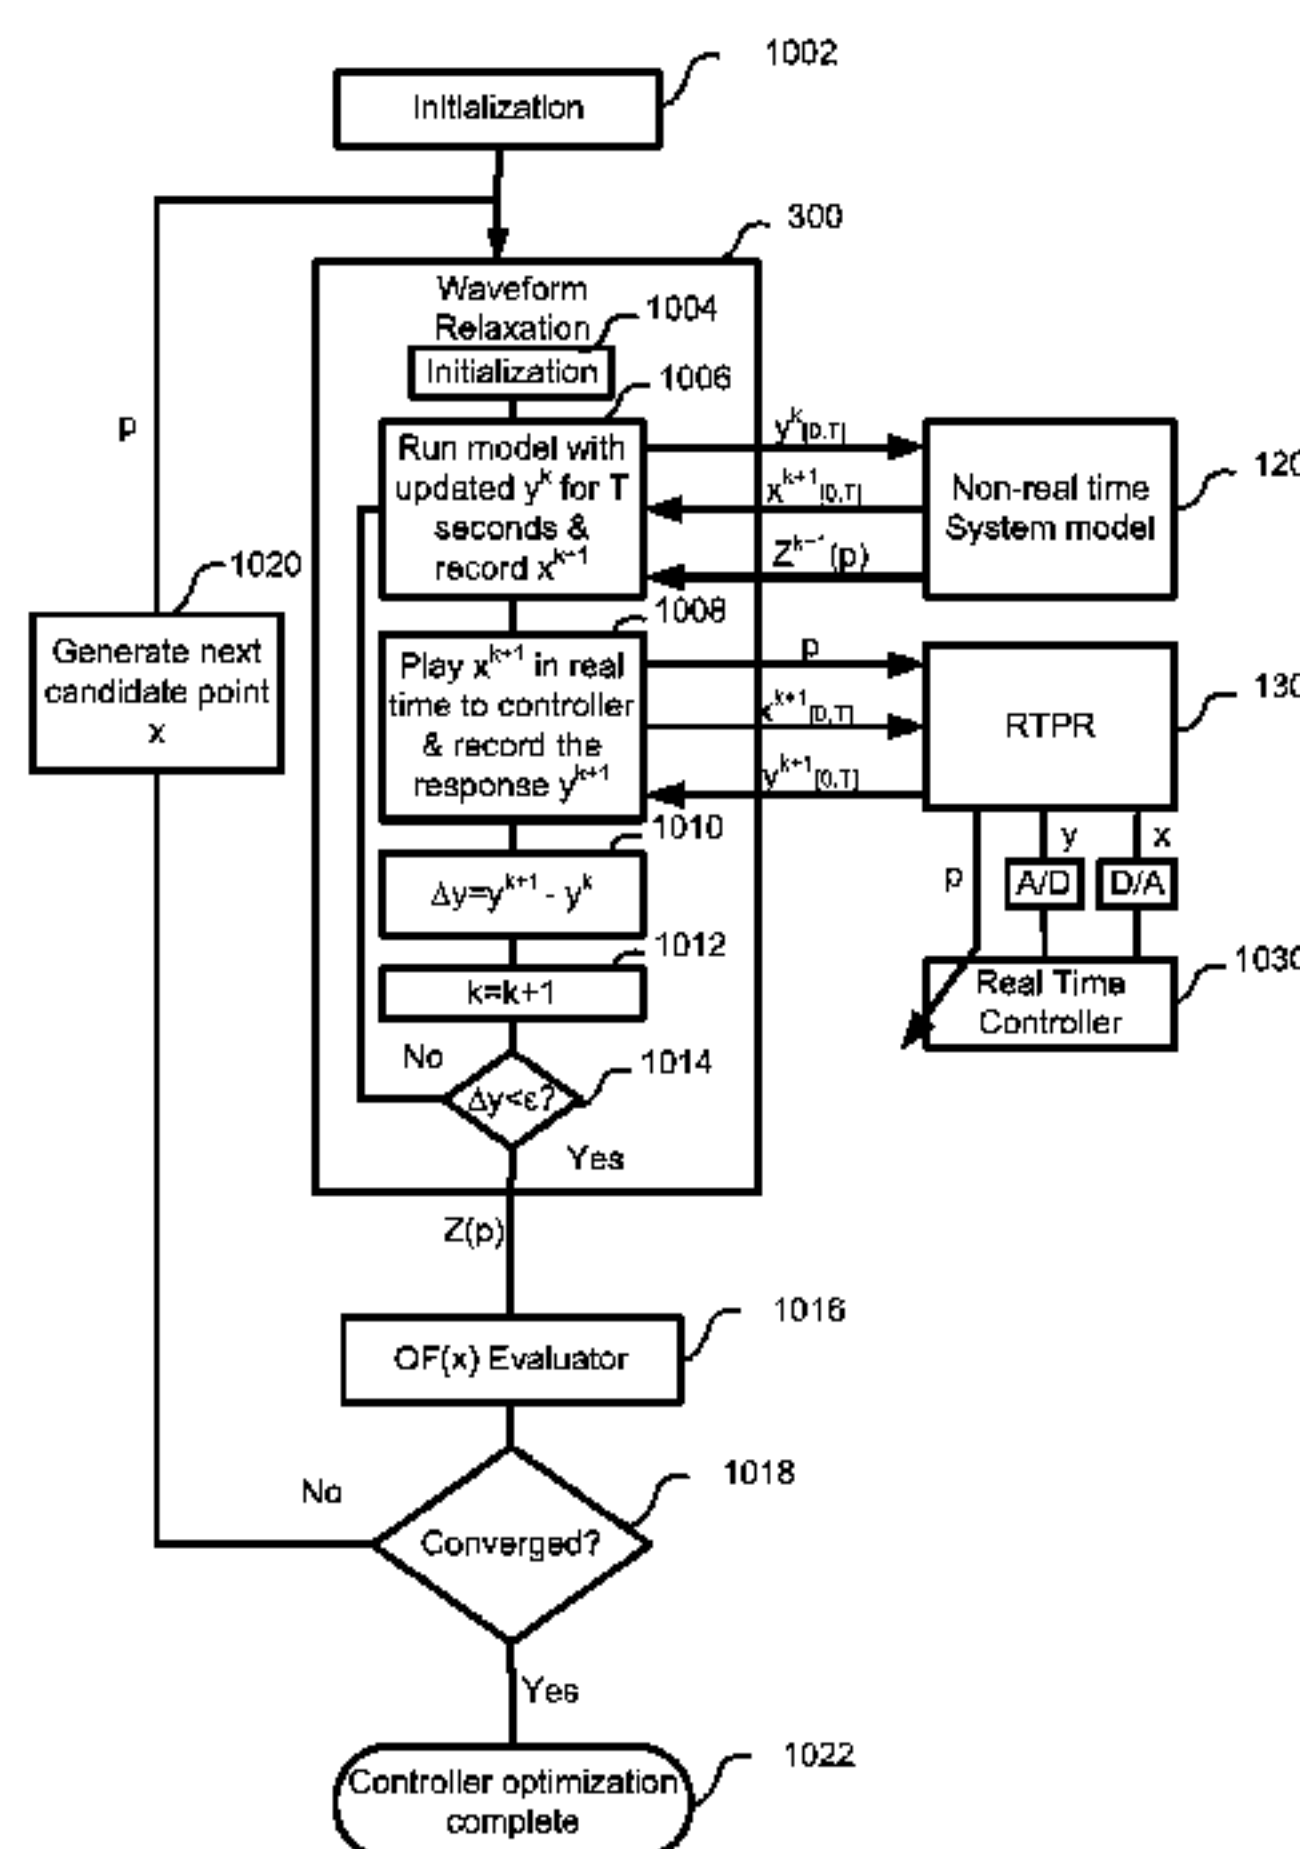 1002
Initialization
300
Waveform
Relaxation
1004
Initialization
1006
Run model with
updated y^k for T
seconds &
record x^k+1
y^k[0,T]
x^k+1[0,T]
Z^k+1(p)
Non-real time
System model
120
p
1020
Generate next
candidate point
x
1008
Play x^k+1 in real
time to controller
& record the
response y^k+1
p
x^k+1[0,T]
y^k+1[0,T]
RTPR
130
1010
Δy=y^k+1 - y^k
p
y
x
A/D
D/A
1012
k=k+1
Real Time
Controller
1030
No
Δy<ε?
1014
Yes
Z(p)
1016
OF(x) Evaluator
No
1018
Converged?
Yes
1022
Controller optimization
complete